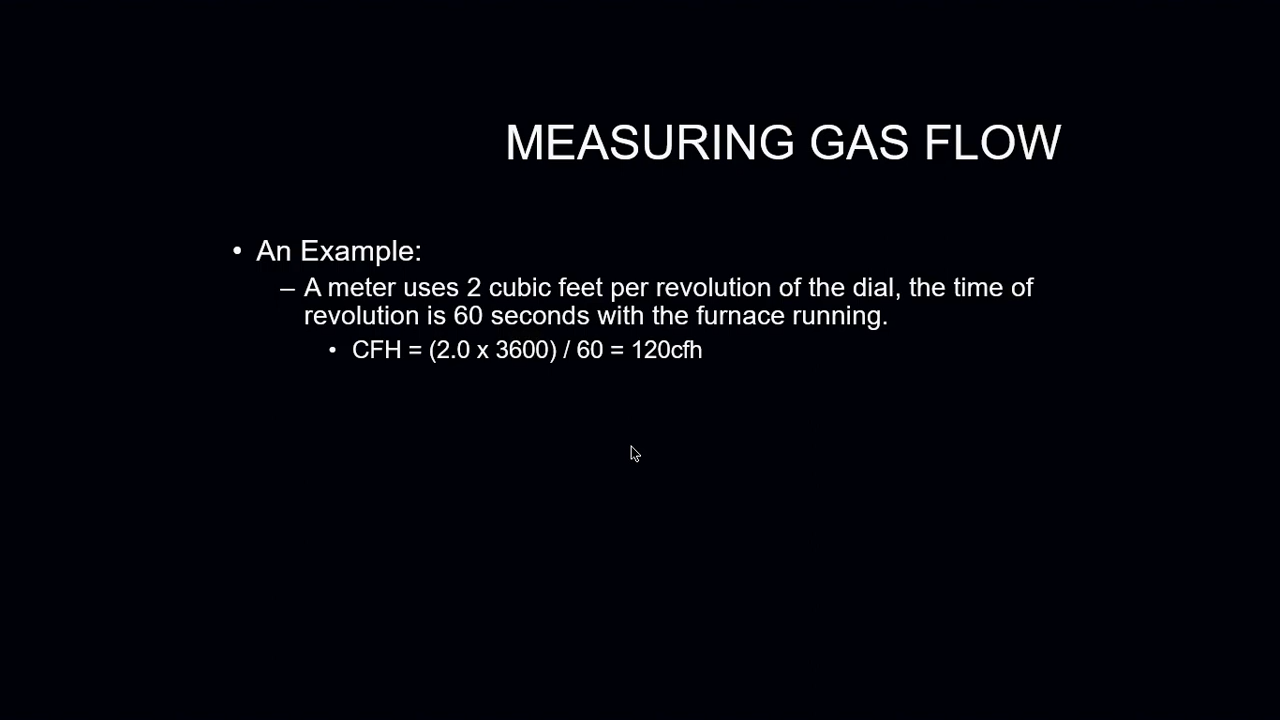 MEASURING GAS FLOW
• An Example:
– A meter uses 2 cubic feet per revolution of the dial, the time of
revolution is 60 seconds with the furnace running.
• CFH = (2.0 x 3600) / 60 = 120cfh